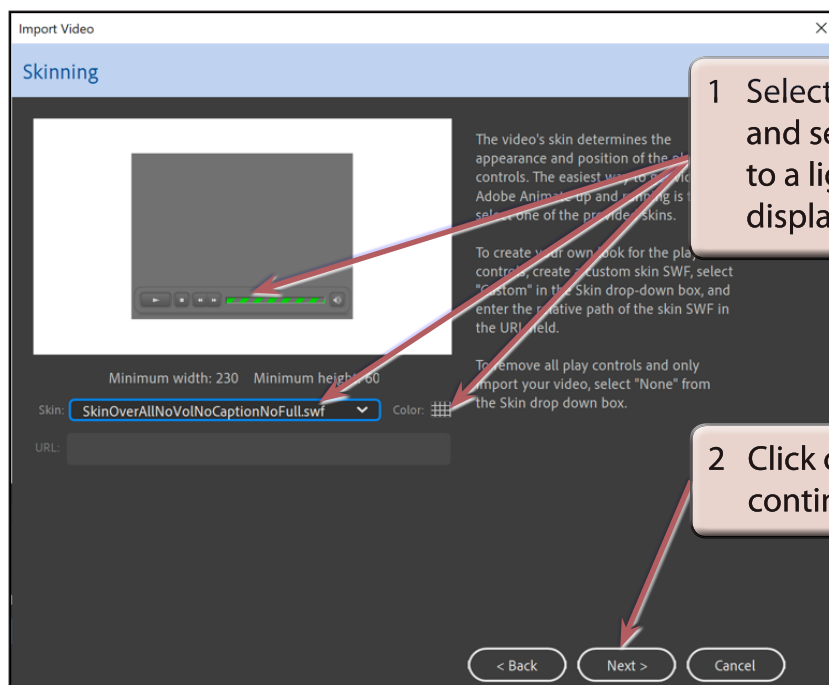 Import Video
Skinning
The video's skin determines the
appearance and position of the
controls. The easiest way to
Adobe Animate up and running is
select one of the provided skins.
To create your own look for the play
controls, create a custom skin SWF, select
"Custom" in the Skin drop-down box, and
enter the relative path of the skin SWF in
the URL field.
To remove all play controls and only
import your video, select "None" from
the Skin drop down box.
Minimum width: 230 Minimum height: 60
Skin: SkinOverAllNoVolNoCaptionNoFull.swf Color:
URL:
1 Select
and
to a
displa
2 Click
contin
< Back Next > Cancel